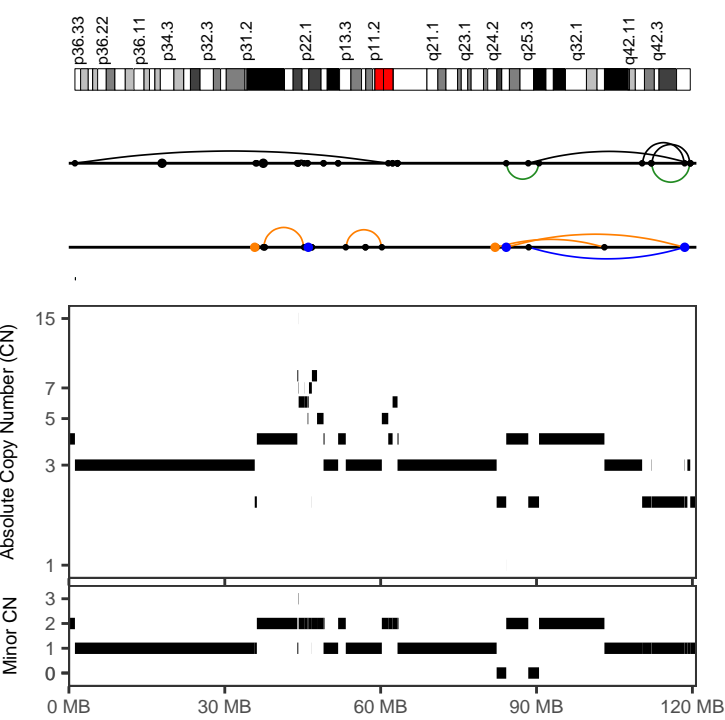 p36.33
p36.22
p36.11
p34.3
p32.3
p31.2
p22.1
p13.3
p11.2
q21.1
q23.1
q24.2
q25.3
q32.1
q42.11
q42.3
Absolute Copy Number (CN)
15
7
5
3
1
Minor CN
3
2
1
0
0 MB
30 MB
60 MB
90 MB
120 MB